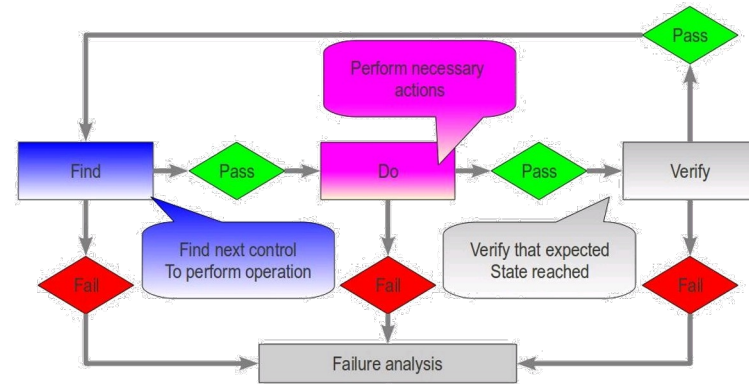 Pass
Perform necessary
actions
Find
Pass
Do
Pass
Verify
Find next control
To perform operation
Verify that expected
State reached
Fail
Fail
Fail
Failure analysis